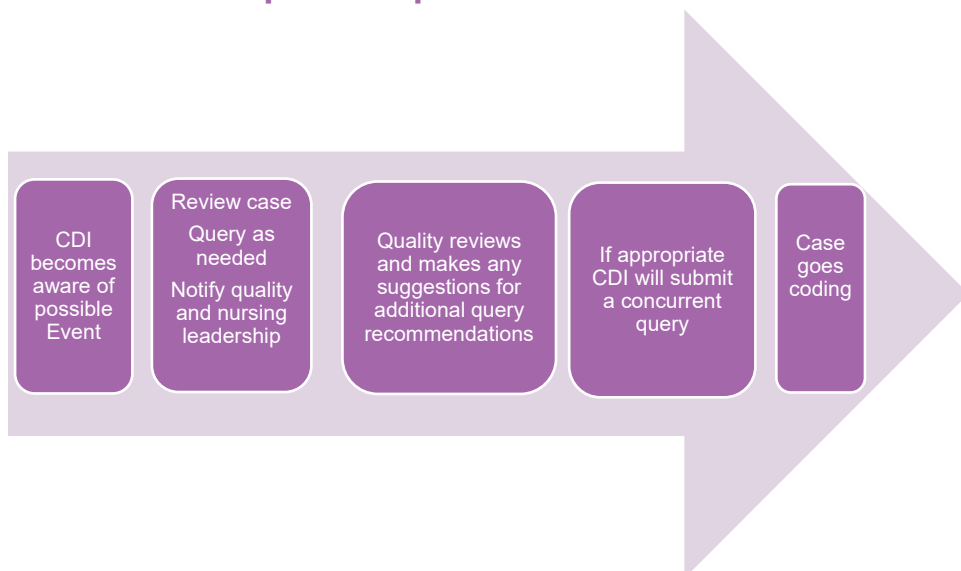 CDI
becomes
aware of
possible
Event
Review case
Query as
needed
Notify quality
and nursing
leadership
Quality reviews
and makes any
suggestions for
additional query
recommendations
If appropriate
CDI will submit
a concurrent
query
Case
goes
coding